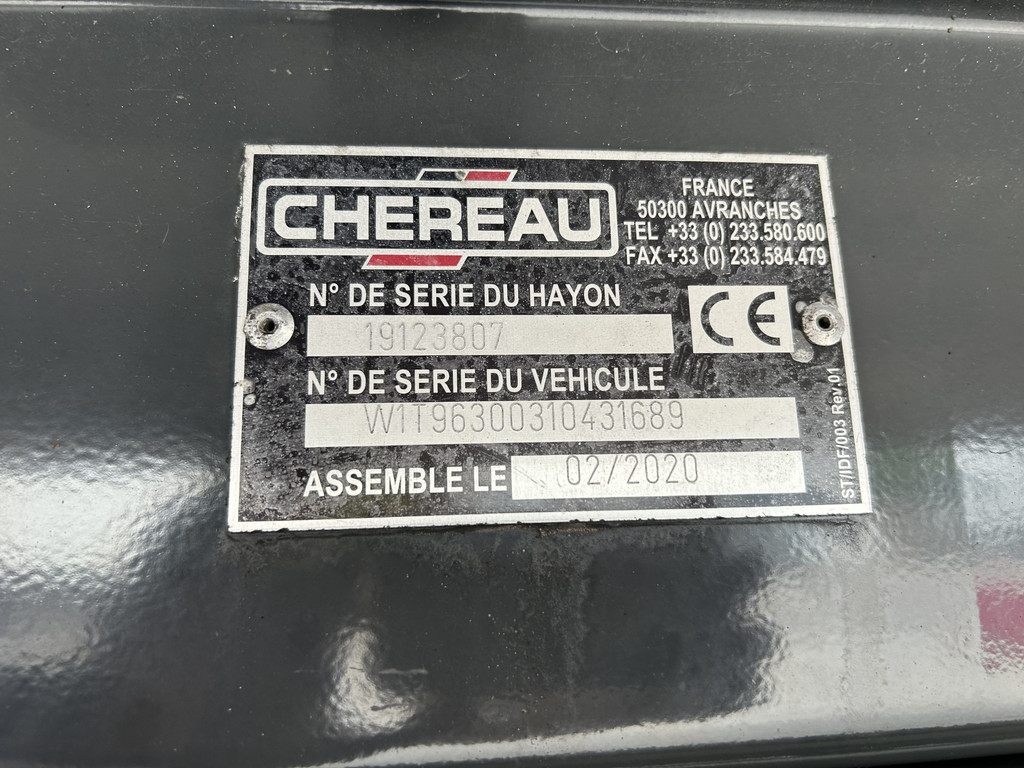 CHEREAU
FRANCE
50300 AVRANCHES
TEL +33 (0) 233.580.600
FAX +33 (0) 233.584.479
N° DE SERIE DU HAYON
19123807
CE
N° DE SERIE DU VEHICULE
W1T96300310431689
ASSEMBLE LE 02/2020
ST/IDF/003 Rev.01